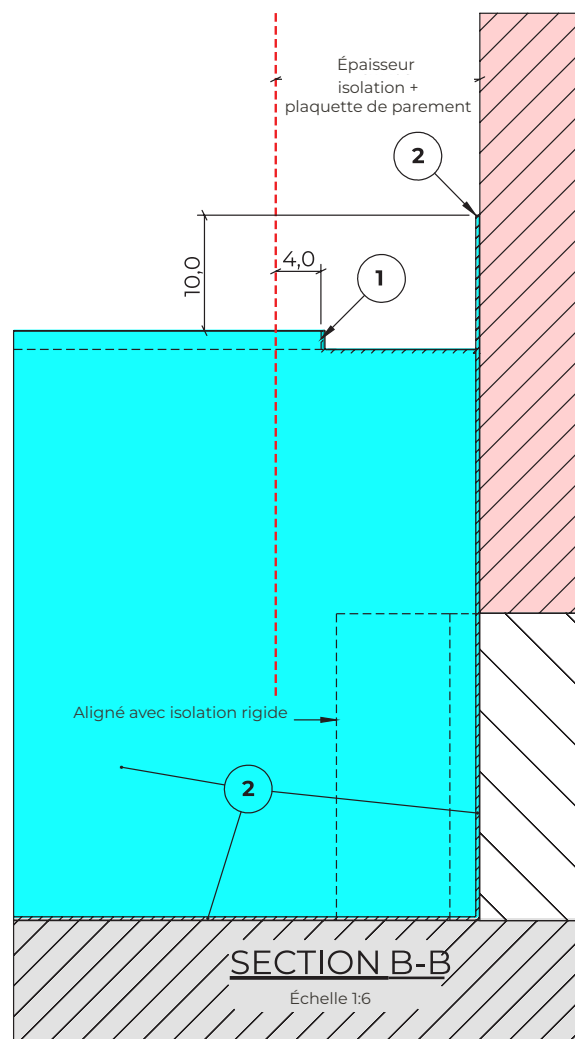 Épaisseur
isolation +
plaquette de parement
2
4,0
10,0
1
Aligné avec isolation rigide
2
SECTION B-B
Échelle 1:6